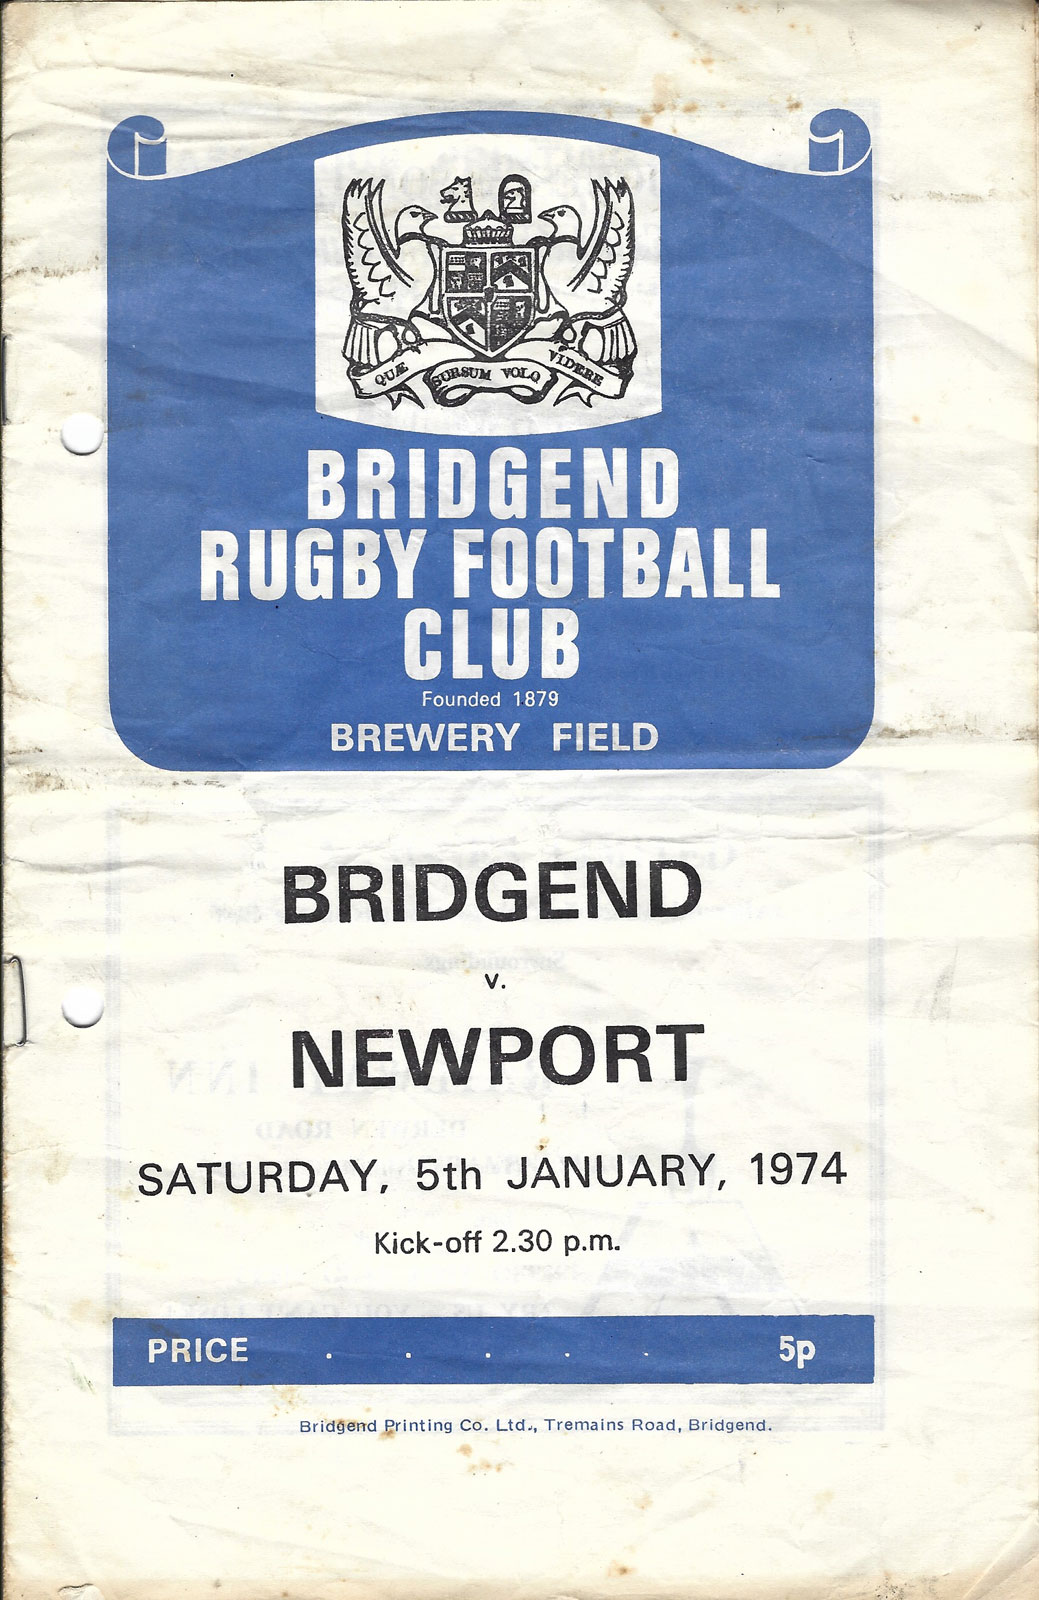 QUÆ SURSUM VOLO VIDERE
BRIDGEND
RUGBY FOOTBALL
CLUB
Founded 1879
BREWERY FIELD
BRIDGEND
v.
NEWPORT
SATURDAY, 5th JANUARY, 1974
Kick-off 2.30 p.m.
PRICE . . . . . 5p
Bridgend Printing Co. Ltd., Tremains Road, Bridgend.